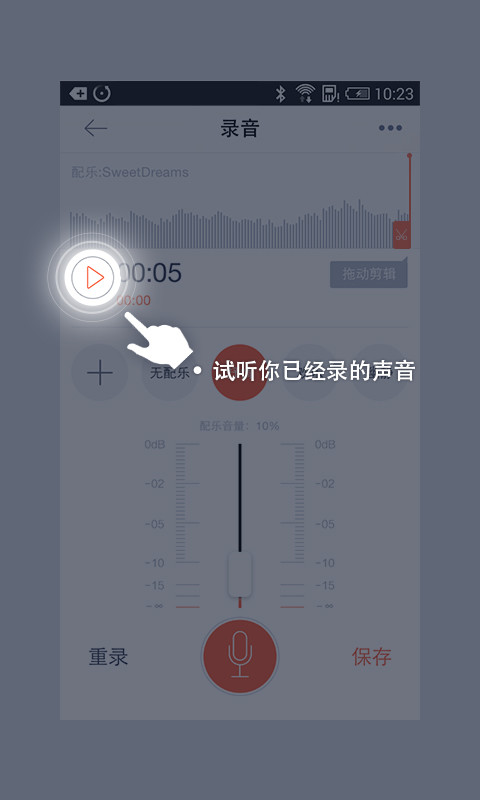 10:23
录音
配乐:SweetDreams
00:05
拖动剪辑
00:00
无配乐
试听你已经录的声音
配乐音量：10%
0dB 0dB
-02 -02
-05 -05
-10 -10
-15 -15
-∞ -∞
重录 保存